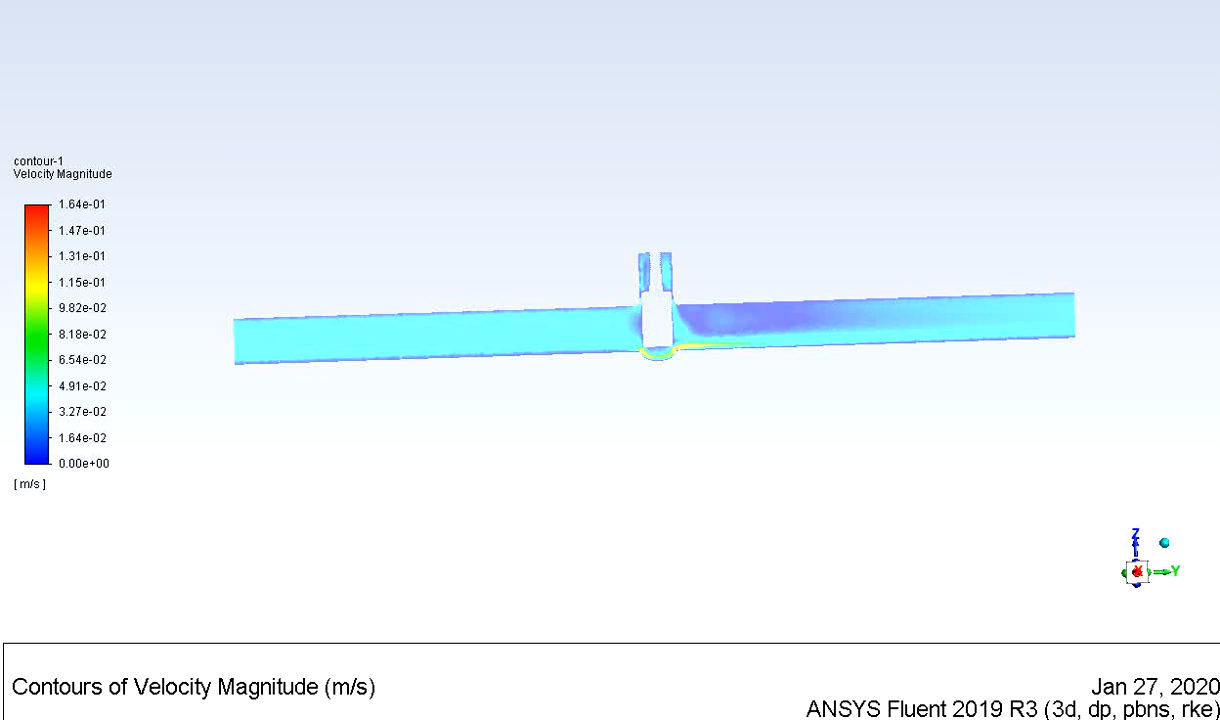 contour-1
Velocity Magnitude
1.64e-01
1.47e-01
1.31e-01
1.15e-01
9.82e-02
8.18e-02
6.54e-02
4.91e-02
3.27e-02
1.64e-02
0.00e+00
[ m/s ]
Z
X
Y
Contours of Velocity Magnitude (m/s)
Jan 27, 2020
ANSYS Fluent 2019 R3 (3d, dp, pbns, rke)